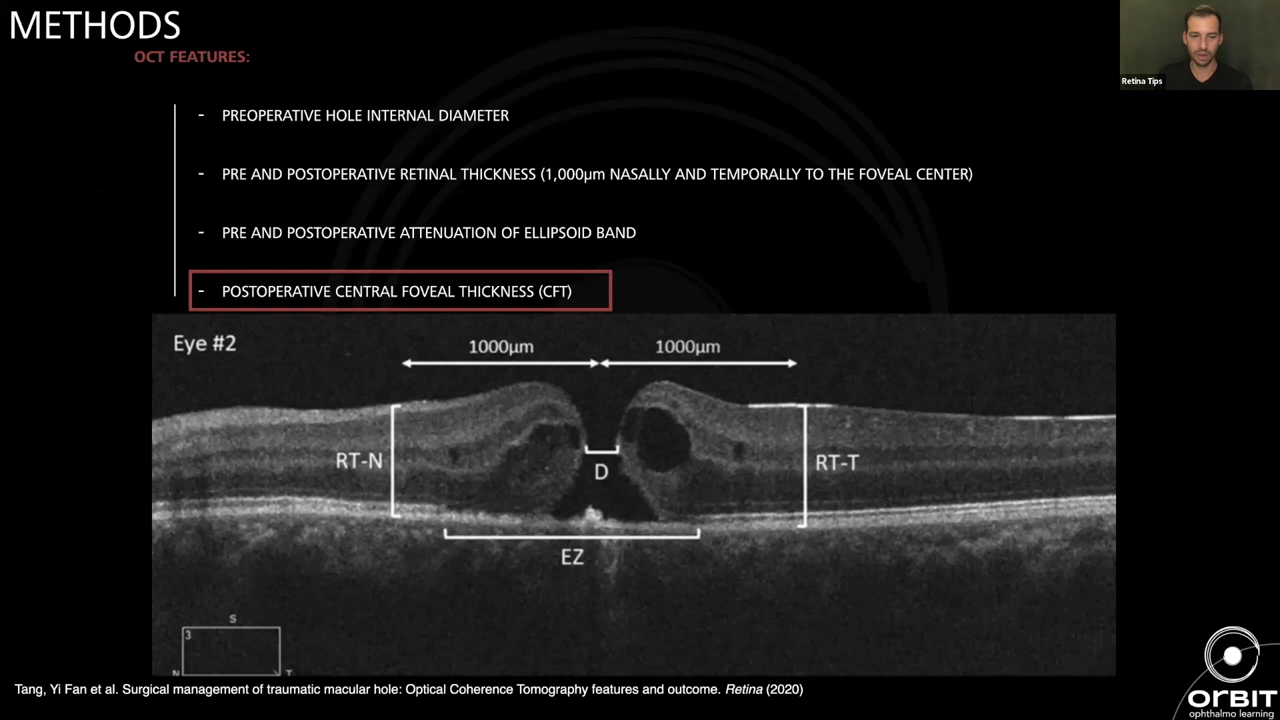 METHODS
OCT FEATURES:
Retina Tips
- PREOPERATIVE HOLE INTERNAL DIAMETER
- PRE AND POSTOPERATIVE RETINAL THICKNESS (1,000µm NASALLY AND TEMPORALLY TO THE FOVEAL CENTER)
- PRE AND POSTOPERATIVE ATTENUATION OF ELLIPSOID BAND
- POSTOPERATIVE CENTRAL FOVEAL THICKNESS (CFT)
Eye #2
1000µm 1000µm
RT-N
D
RT-T
EZ
S
3
N T
Tang, Yi Fan et al. Surgical management of traumatic macular hole: Optical Coherence Tomography features and outcome. Retina (2020)
ORBIT
ophthalmo learning